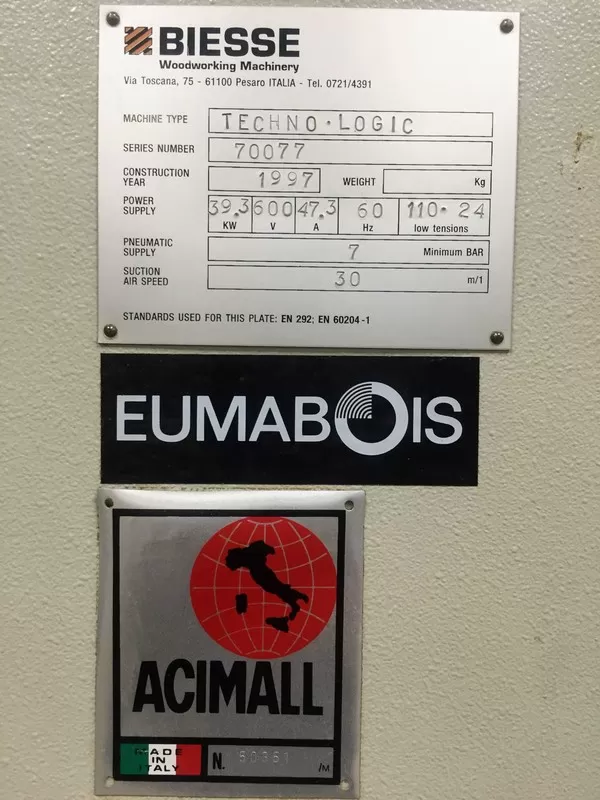 BIESSE
Woodworking Machinery
Via Toscana, 75 - 61100 Pesaro ITALIA - Tel. 0721/4391
MACHINE TYPE TECHNO·LOGIC
SERIES NUMBER 70077
CONSTRUCTION YEAR 1997 WEIGHT Kg
POWER SUPPLY 39.3 600 47.3 60 110·24
KW V A Hz low tensions
PNEUMATIC SUPPLY 7 Minimum BAR
SUCTION AIR SPEED 30 m/1
STANDARDS USED FOR THIS PLATE: EN 292; EN 60204-1
EUMABOIS
ACIMALL
MADE
IN
ITALY
N. /M